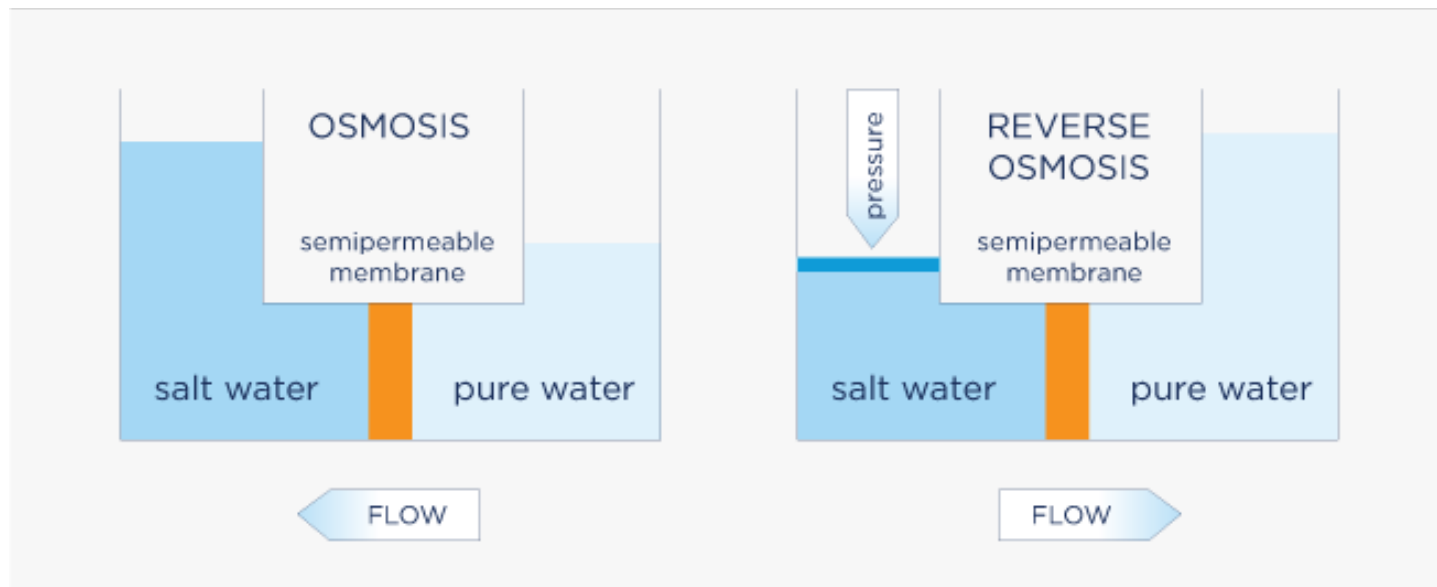 OSMOSIS
semipermeable
membrane
salt water
pure water
FLOW
pressure
REVERSE
OSMOSIS
semipermeable
membrane
salt water
pure water
FLOW